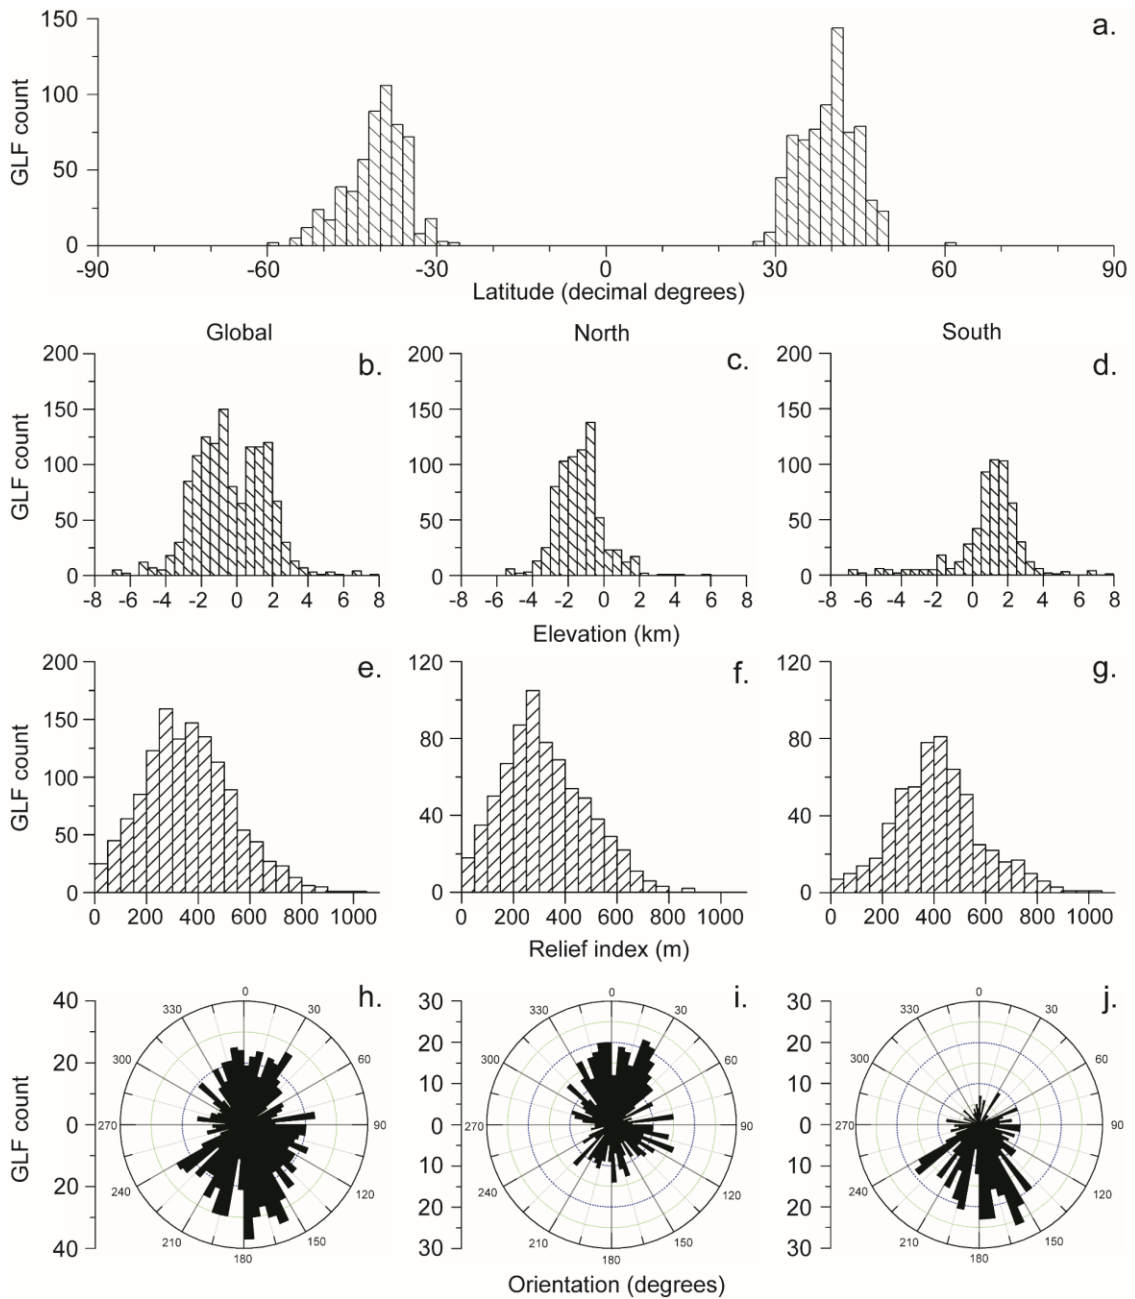 150
a.
100
50
0
GLF count
-90 -60 -30 0 30 60 90
Latitude (decimal degrees)
Global North South
200 b. 200 c. 200 d.
150 150 150
100 100 100
50 50 50
0 0 0
GLF count
-8 -6 -4 -2 0 2 4 6 8 -8 -6 -4 -2 0 2 4 6 8 -8 -6 -4 -2 0 2 4 6 8
Elevation (km)
200 e. 120 f. 120 g.
150 80 80
100 40 40
50
0 0 0
GLF count
0 200 400 600 800 1000 0 200 400 600 800 1000 0 200 400 600 800 1000
Relief index (m)
40 h. 30 i. 30 j.
20 20 20
10 10
0 0 0
10 10
20 20 20
40 30 30
GLF count
0 30 60 90 120 150 180 210 240 270 300 330
0 30 60 90 120 150 180 210 240 270 300 330
0 30 60 90 120 150 180 210 240 270 300 330
Orientation (degrees)